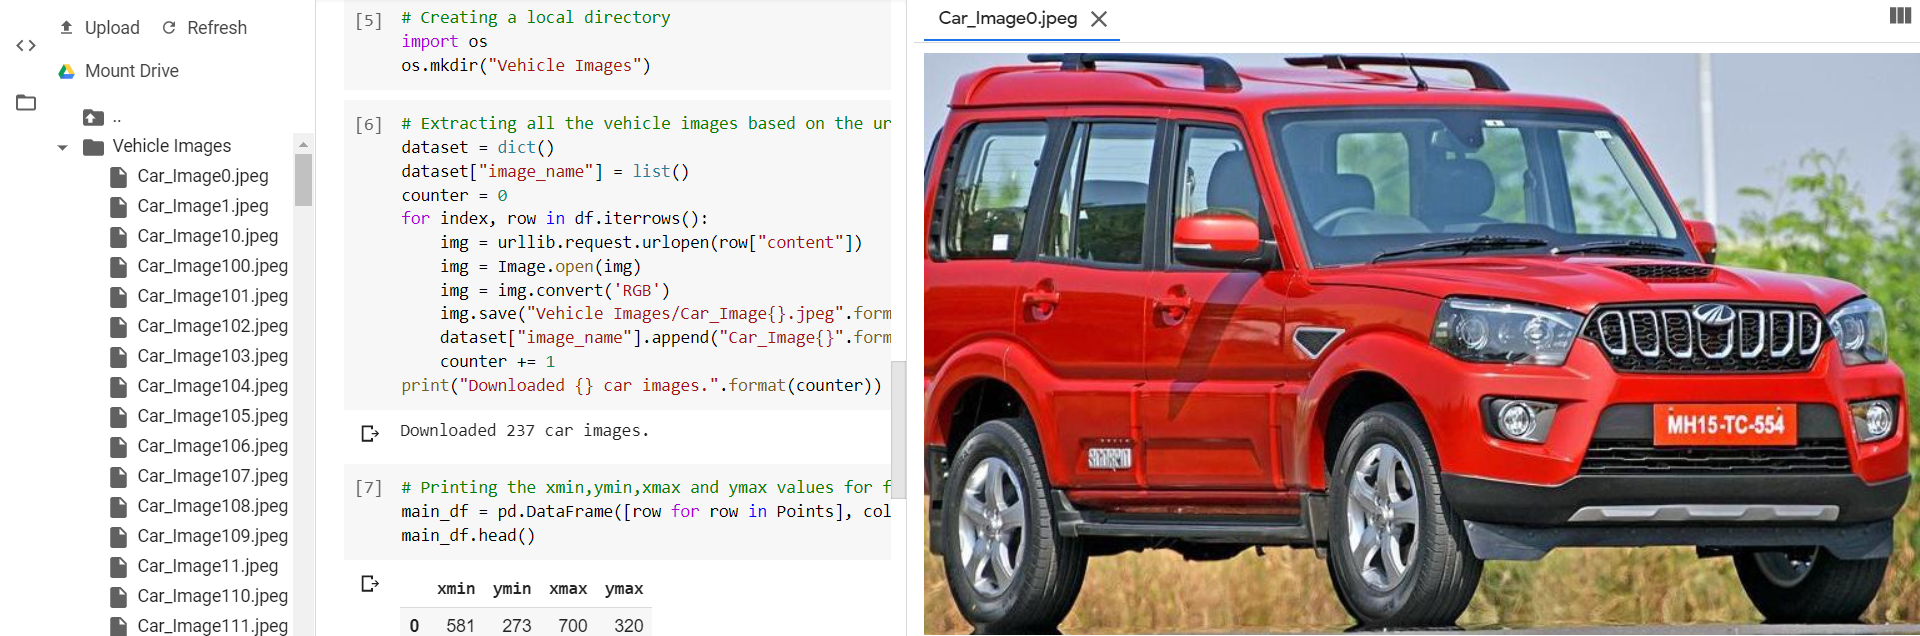 Upload Refresh
Mount Drive
..
Vehicle Images
Car_Image0.jpeg
Car_Image1.jpeg
Car_Image10.jpeg
Car_Image100.jpeg
Car_Image101.jpeg
Car_Image102.jpeg
Car_Image103.jpeg
Car_Image104.jpeg
Car_Image105.jpeg
Car_Image106.jpeg
Car_Image107.jpeg
Car_Image108.jpeg
Car_Image109.jpeg
Car_Image11.jpeg
Car_Image110.jpeg
Car_Image111.jpeg
[5] # Creating a local directory
import os
os.mkdir("Vehicle Images")
[6] # Extracting all the vehicle images based on the ur
dataset = dict()
dataset["image_name"] = list()
counter = 0
for index, row in df.iterrows():
    img = urllib.request.urlopen(row["content"])
    img = Image.open(img)
    img = img.convert('RGB')
    img.save("Vehicle Images/Car_Image{}.jpeg".form
    dataset["image_name"].append("Car_Image{}".form
    counter += 1
print("Downloaded {} car images.".format(counter))
Downloaded 237 car images.
[7] # Printing the xmin,ymin,xmax and ymax values for f
main_df = pd.DataFrame([row for row in Points], col
main_df.head()
xmin ymin xmax ymax
0 581 273 700 320
Car_Image0.jpeg
MH15-TC-554